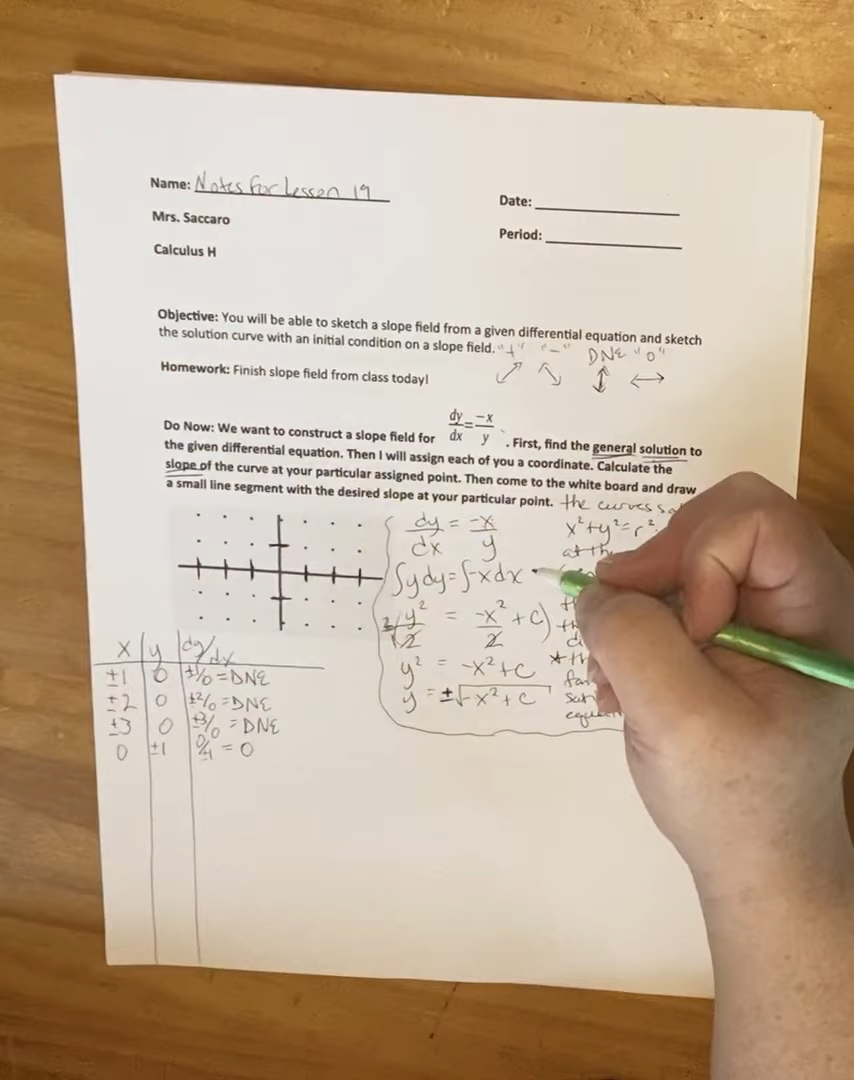 Name: Notes for Lesson 19
Date:
Mrs. Saccaro
Period:
Calculus H
Objective: You will be able to sketch a slope field from a given differential equation and sketch
the solution curve with an initial condition on a slope field. "+" "-" DNE "0"
Homework: Finish slope field from class today!
Do Now: We want to construct a slope field for dy/dx = -x/y . First, find the general solution to
the given differential equation. Then I will assign each of you a coordinate. Calculate the
slope of the curve at your particular assigned point. Then come to the white board and draw
a small line segment with the desired slope at your particular point. the curves
dy/dx = -x/y
x²+y²=r²
at
∫ydy=∫-xdx
y²/2 = -x²/2 + C
y² = -x²+C
y = ±√-x²+C
x y dy/dx
±1 0 ±1/0 = DNE
±2 0 ±2/0 = DNE
±3 0 ±3/0 = DNE
0 ±1 0/±1 = 0